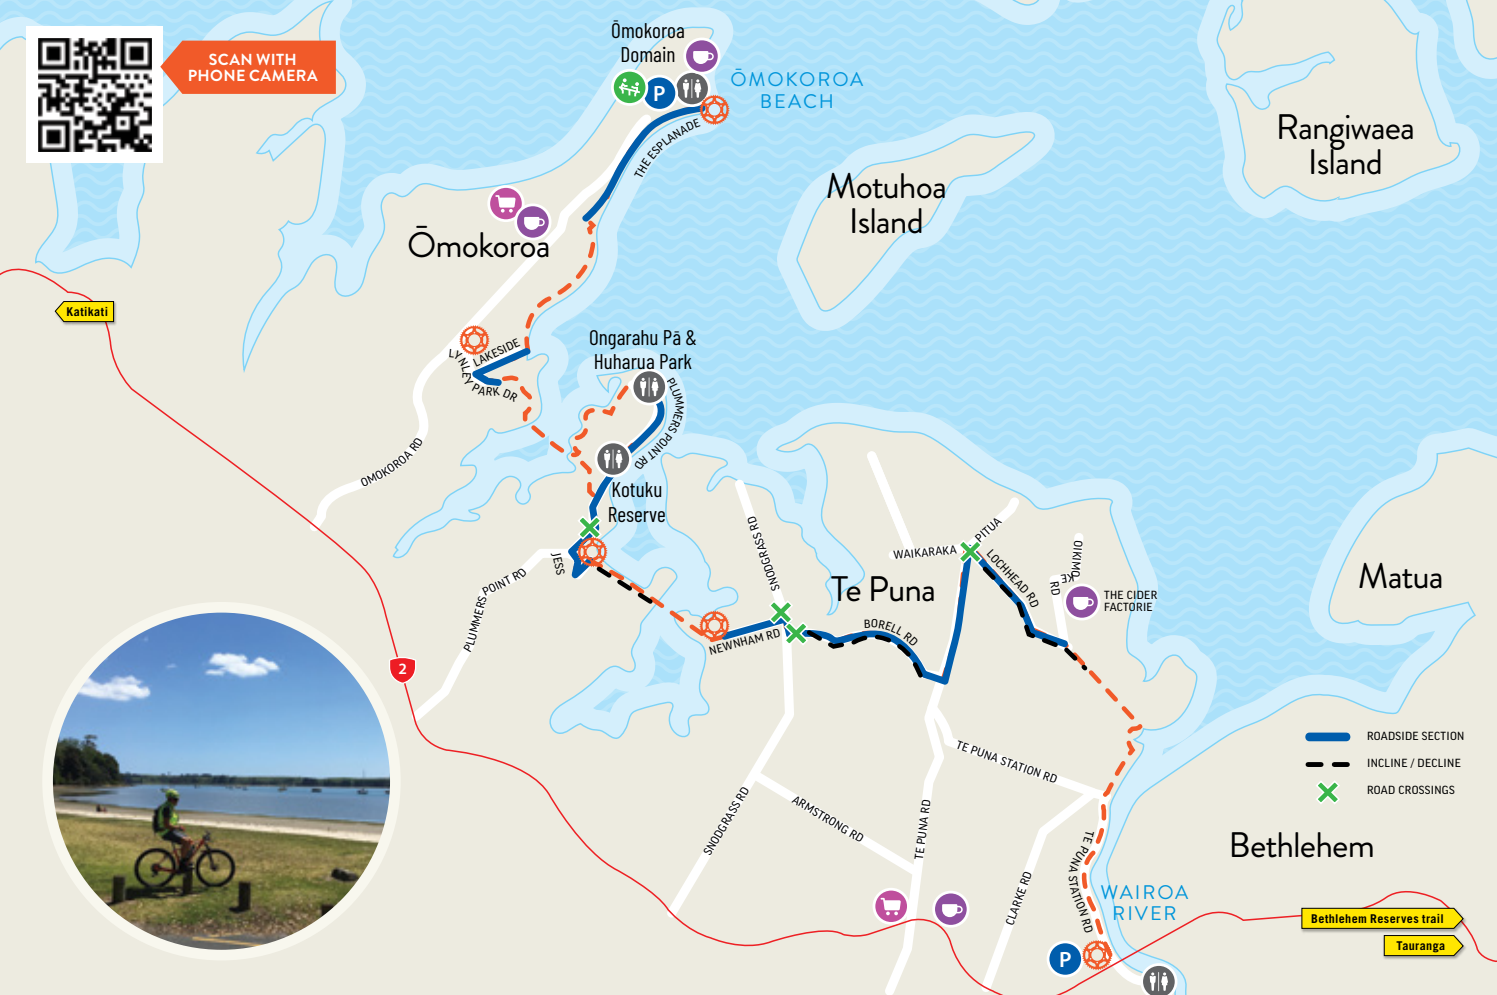 SCAN WITH
PHONE CAMERA
Ōmokoroa
Domain
P
ŌMOKOROA
BEACH
THE ESPLANADE
Rangiwaea
Island
Motuhoa
Island
Ōmokoroa
Katikati
LAKESIDE
LYNLEY PARK DR
Ongarahu Pā &
Huharua Park
PLUMMERS POINT RD
OMOKOROA RD
Kotuku
Reserve
JESS
PLUMMERS POINT RD
SNODGRASS RD
WAIKARAKA
PITUA
LOCHHEAD RD
OIKIMOKE
RD
THE CIDER
FACTORIE
Te Puna
BORELL RD
NEWNHAM RD
Matua
2
TE PUNA STATION RD
SNODGRASS RD
ARMSTRONG RD
TE PUNA RD
CLARKE RD
TE PUNA STATION RD
ROADSIDE SECTION
INCLINE / DECLINE
ROAD CROSSINGS
Bethlehem
WAIROA
RIVER
Bethlehem Reserves trail
Tauranga
P